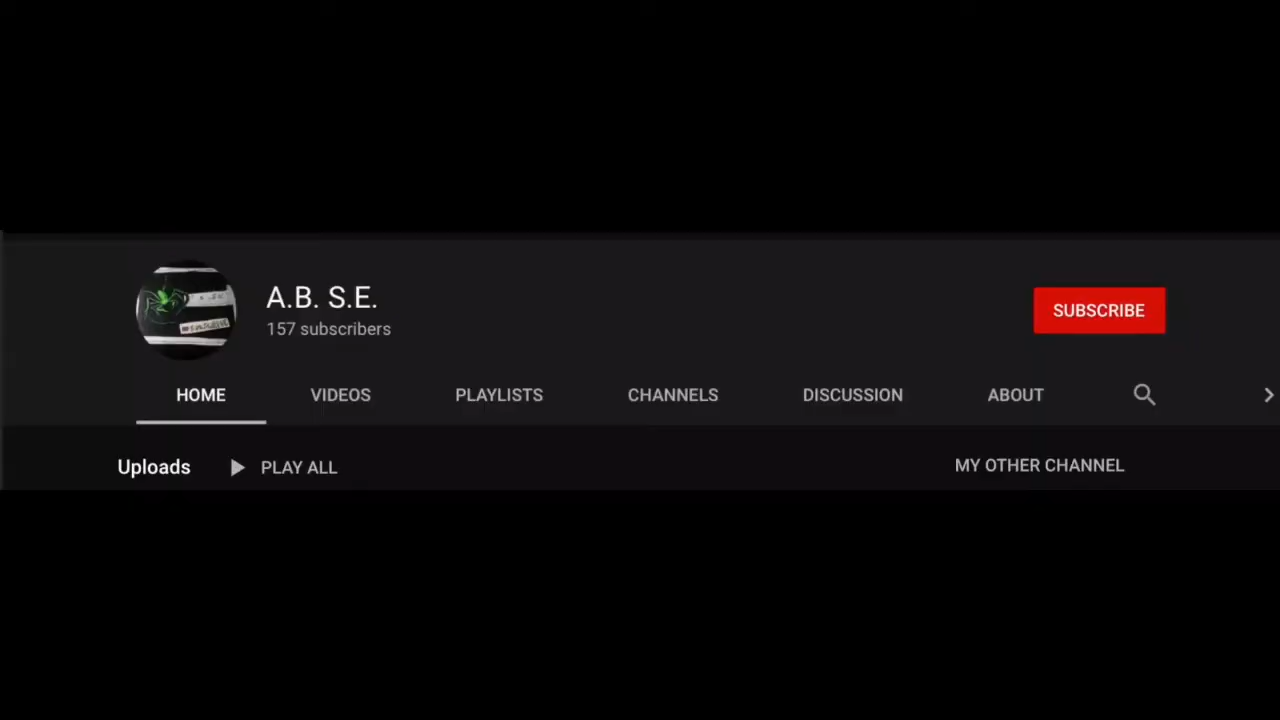 A.B. S.E.
157 subscribers
SUBSCRIBE
HOME VIDEOS PLAYLISTS CHANNELS DISCUSSION ABOUT
Uploads PLAY ALL MY OTHER CHANNEL